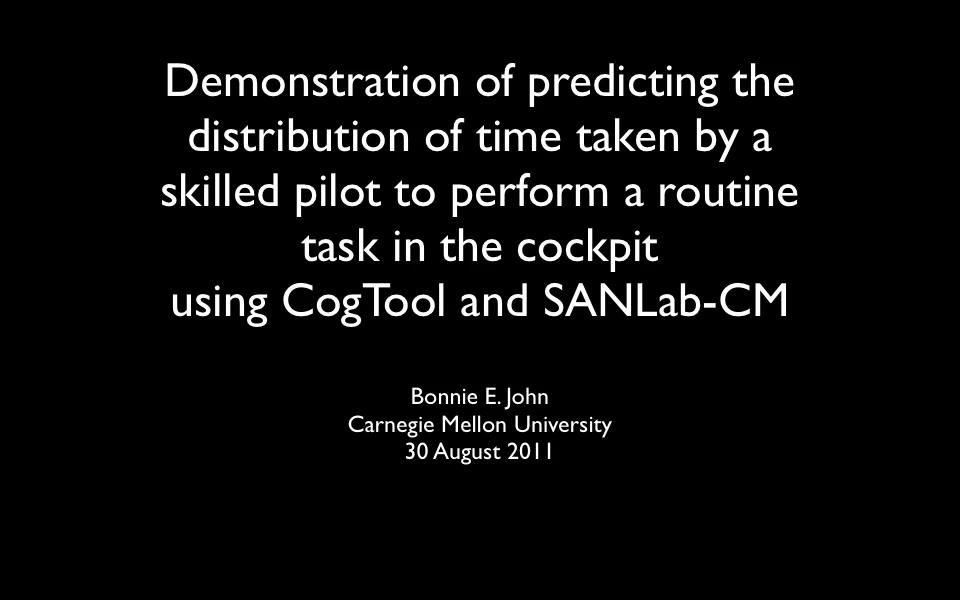 Demonstration of predicting the
distribution of time taken by a
skilled pilot to perform a routine
task in the cockpit
using CogTool and SANLab-CM
Bonnie E. John
Carnegie Mellon University
30 August 2011